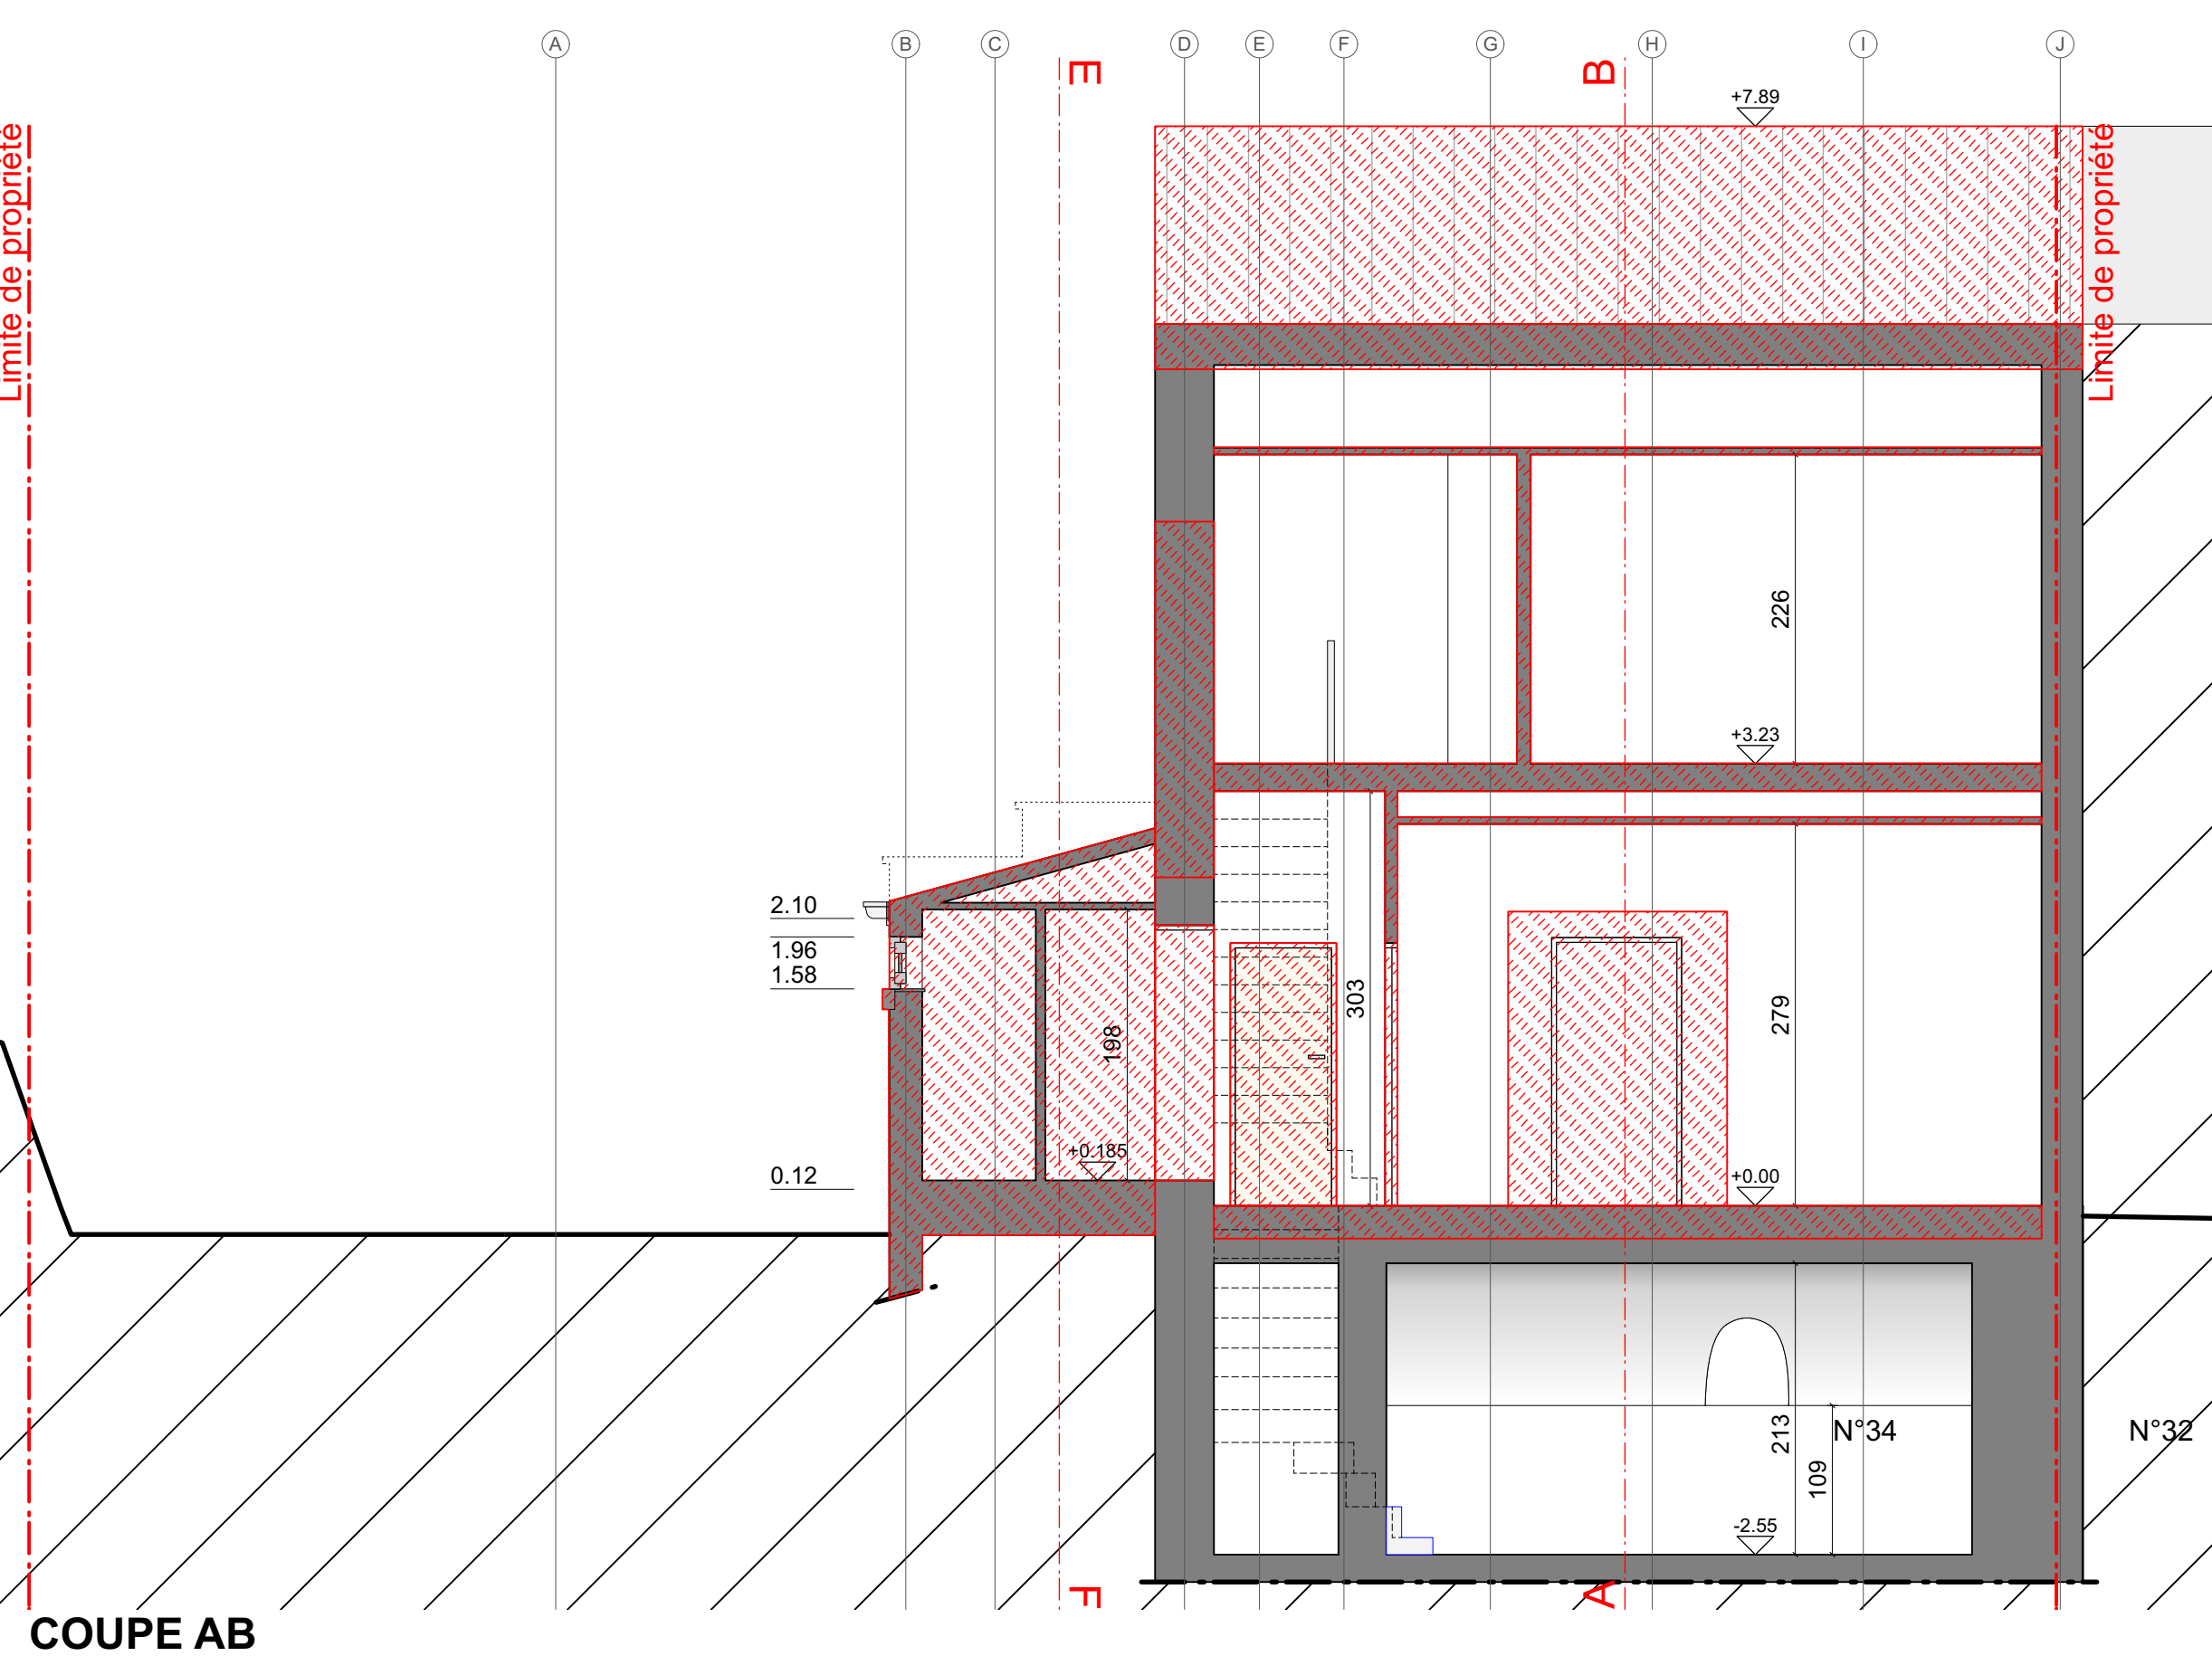 A B C D E F G H I J
E
B
+7.89
Limite de propriété
Limite de propriété
226
+3.23
2.10
1.96
1.58
303
279
198
+0.185
0.12
+0.00
213
N°34
N°32
109
-2.55
F
A
COUPE AB